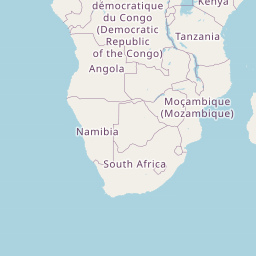 démocratique
du Congo
(Democratic
Republic
of the Congo)
Kenya
Tanzania
Angola
Moçambique
(Mozambique)
Namibia
South Africa